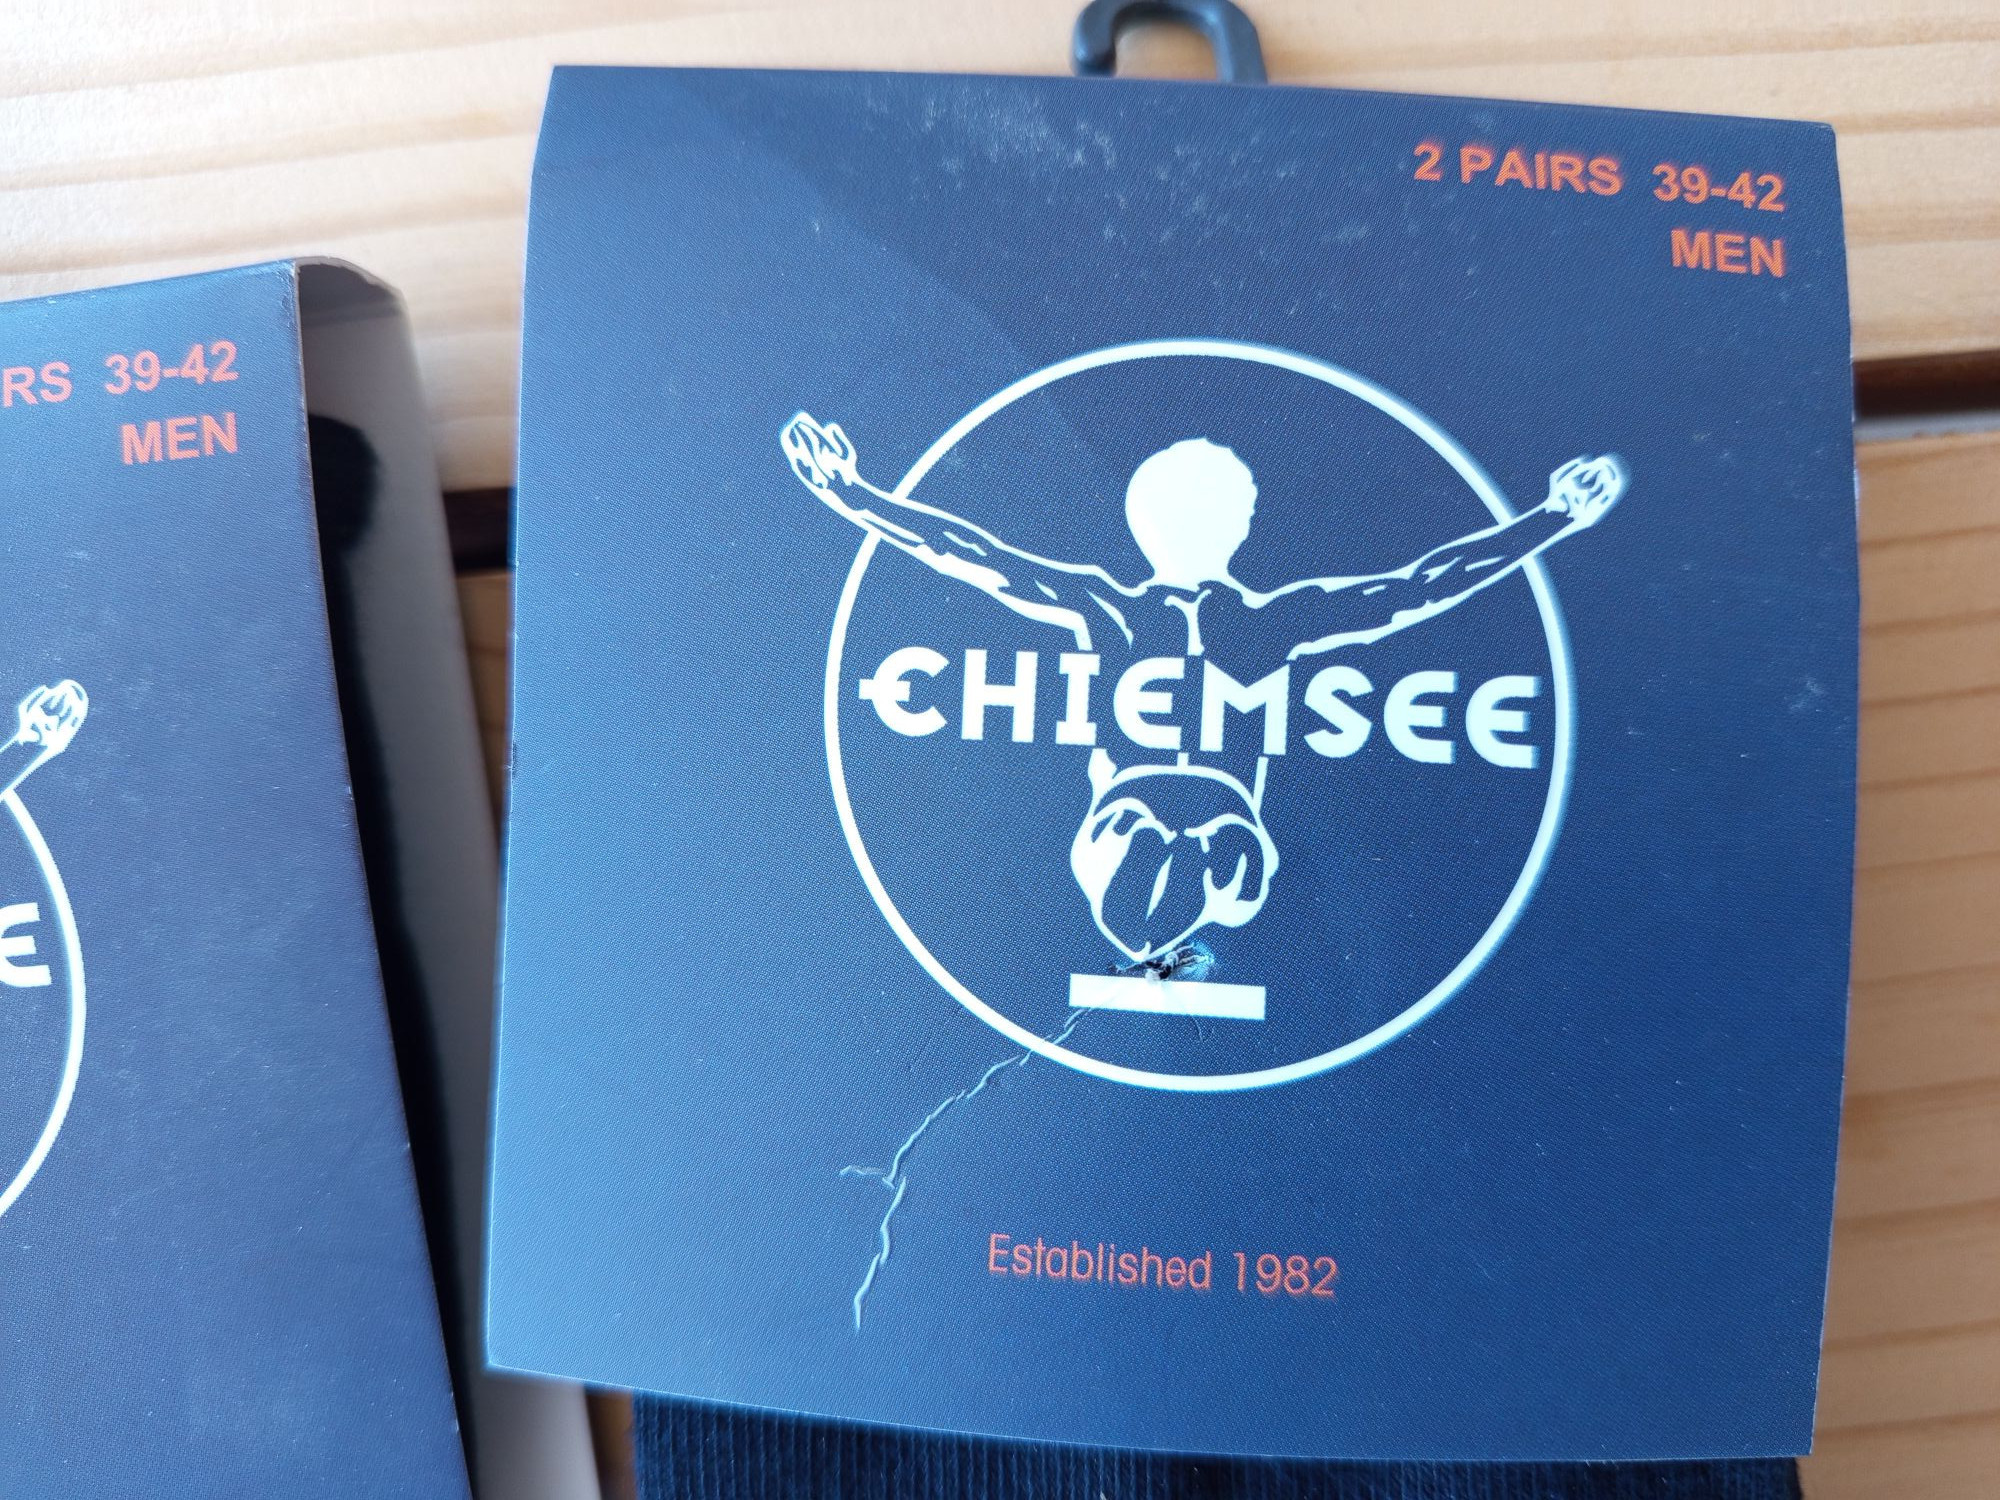 2 PAIRS 39-42
MEN
CHIEMSEE
Established 1982
RS 39-42
MEN
E